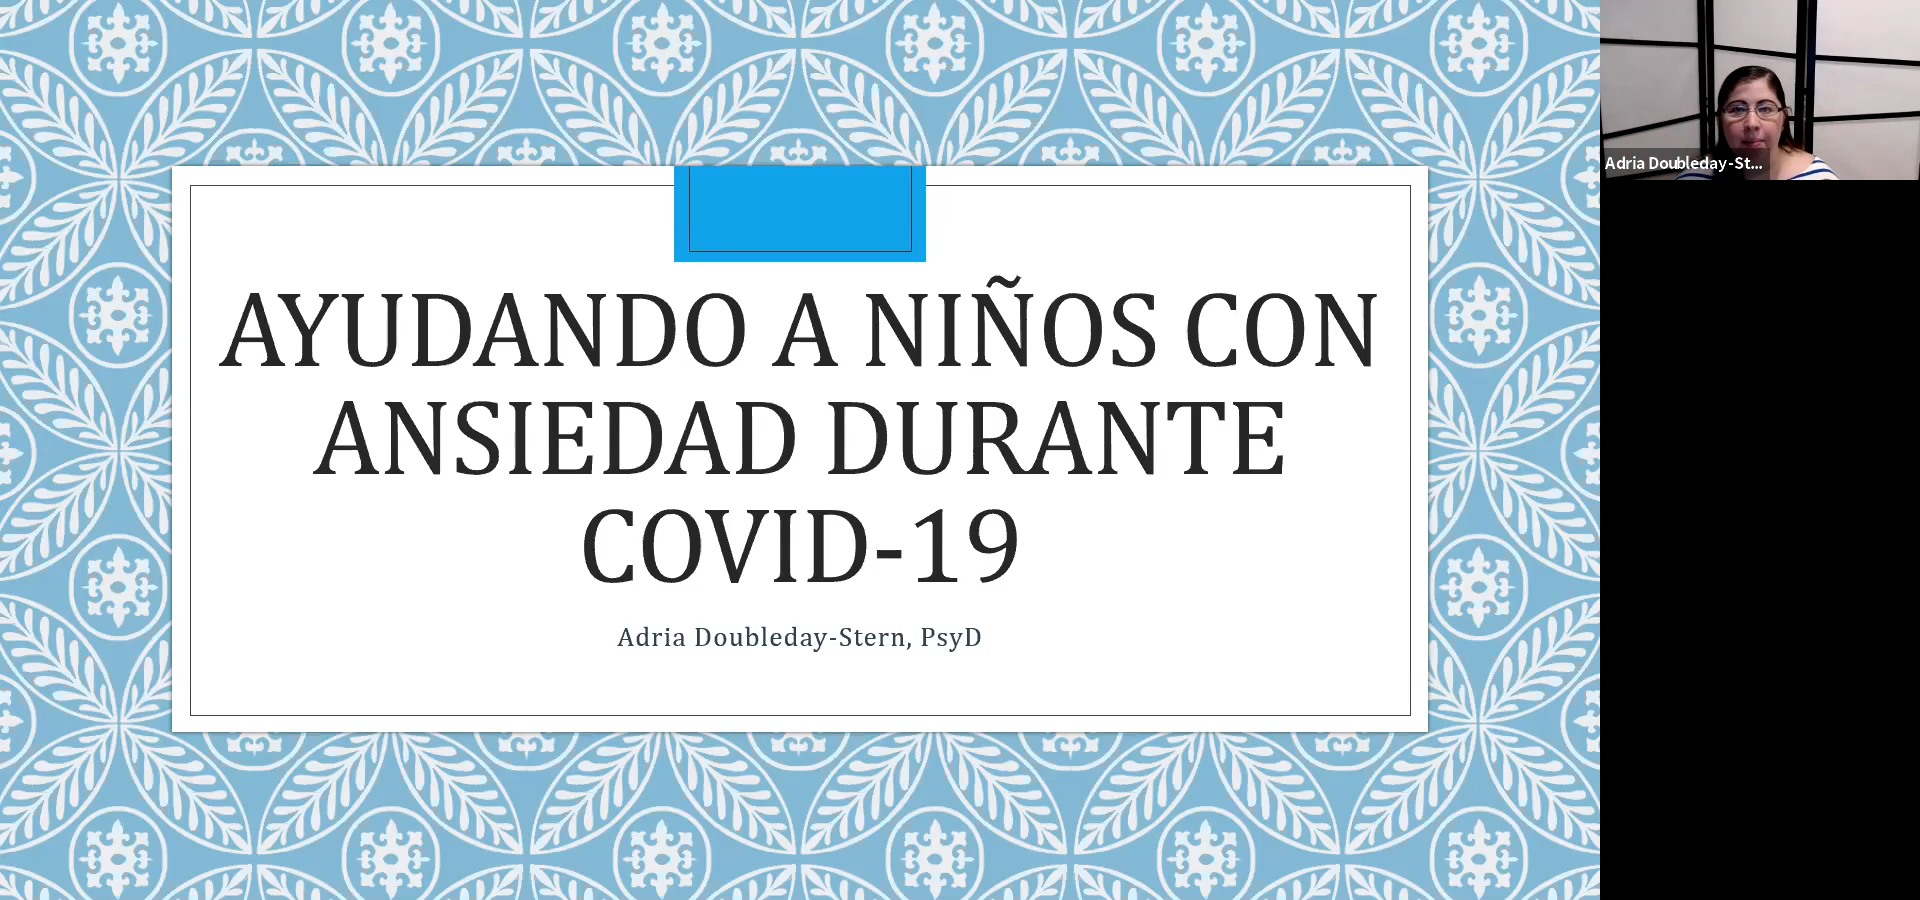 AYUDANDO A NIÑOS CON
ANSIEDAD DURANTE
COVID-19
Adria Doubleday-Stern, PsyD
Adria Doubleday-St...